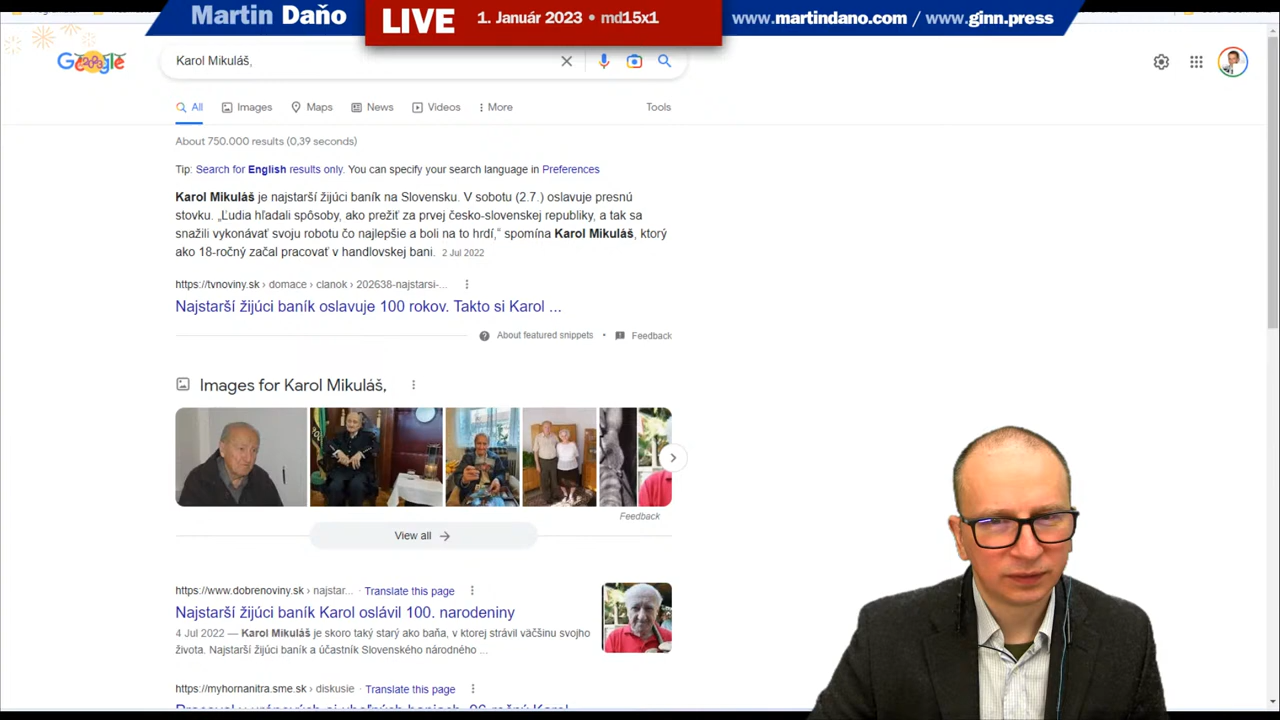 Martin Daňo
LIVE
1. Január 2023 • md15x1
www.martindano.com / www.ginn.press
Google
Karol Mikuláš,
All
Images
Maps
News
Videos
More
Tools
About 750.000 results (0,39 seconds)
Tip: Search for English results only. You can specify your search language in Preferences
Karol Mikuláš je najstarší žijúci baník na Slovensku. V sobotu (2.7.) oslavuje presnú
stovku. „Ľudia hľadali spôsoby, ako prežiť za prvej česko-slovenskej republiky, a tak sa
snažili vykonávať svoju robotu čo najlepšie a boli na to hrdí,“ spomína Karol Mikuláš, ktorý
ako 18-ročný začal pracovať v handlovskej bani. 2 Jul 2022
https://tvnoviny.sk › domace › clanok › 202638-najstarsi-...
Najstarší žijúci baník oslavuje 100 rokov. Takto si Karol ...
About featured snippets • Feedback
Images for Karol Mikuláš,
Feedback
View all
https://www.dobrenoviny.sk › najstar... · Translate this page
Najstarší žijúci baník Karol oslávil 100. narodeniny
4 Jul 2022 — Karol Mikuláš je skoro taký starý ako baňa, v ktorej strávil väčšinu svojho
života. Najstarší žijúci baník a účastník Slovenského národného ...
https://myhornanitra.sme.sk › diskusie · Translate this page